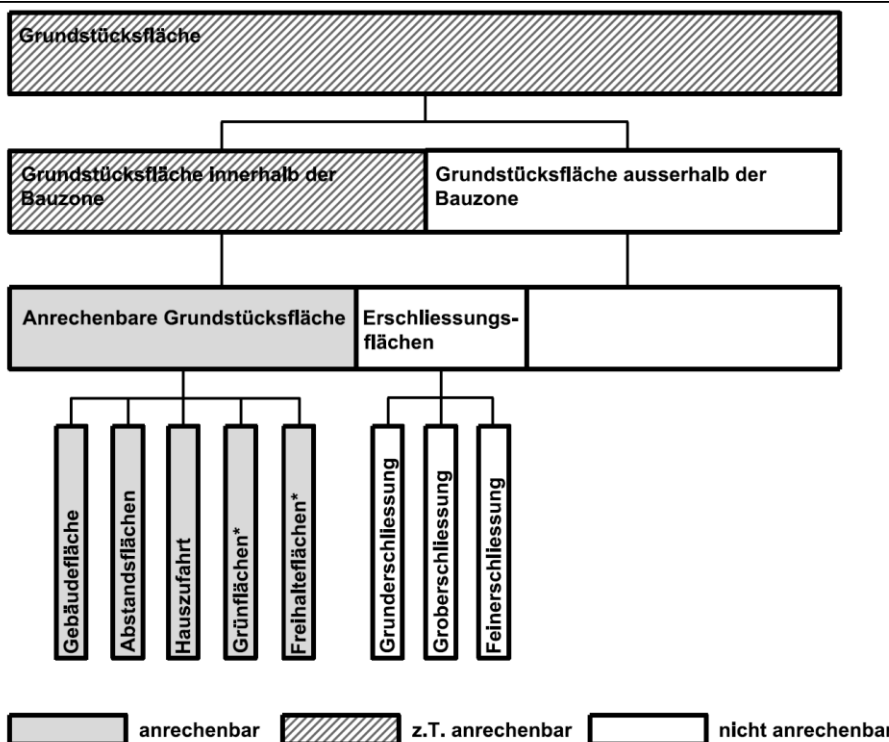 Grundstücksfläche
Grundstücksfläche innerhalb der
Bauzone
Grundstücksfläche ausserhalb der
Bauzone
Anrechenbare Grundstücksfläche
Erschliessungs-
flächen
Gebäudefläche
Abstandsflächen
Hauszufahrt
Grünflächen*
Freihalteflächen*
Grunderschliessung
Groberschliessung
Feinerschliessung
anrechenbar
z.T. anrechenbar
nicht anrechenbar